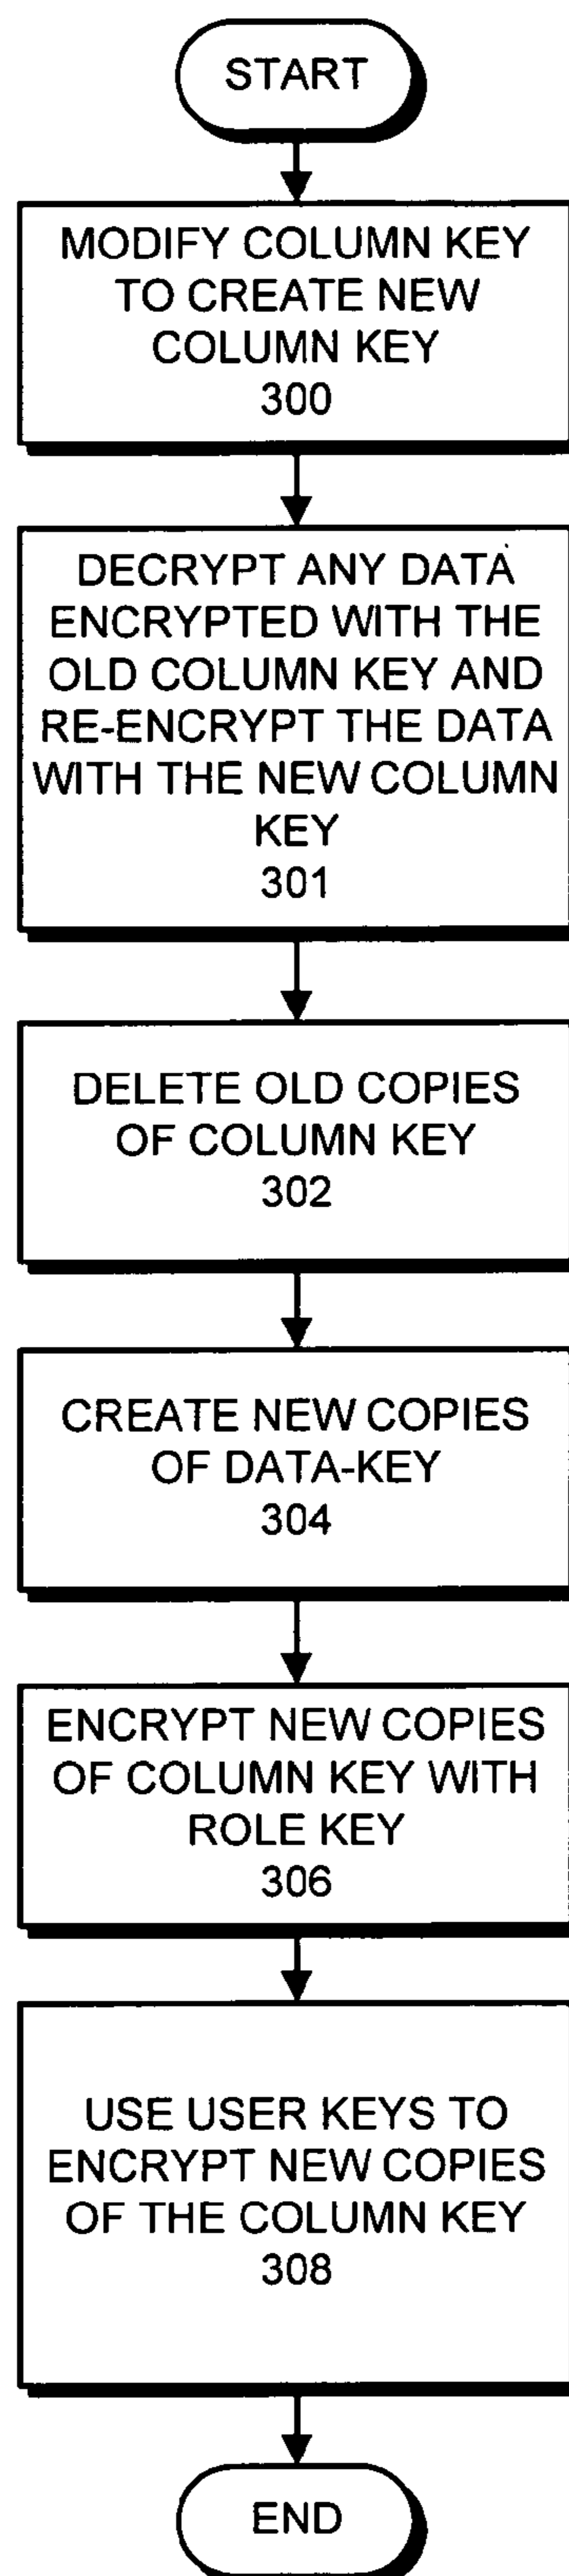 START
MODIFY COLUMN KEY
TO CREATE NEW
COLUMN KEY
300
DECRYPT ANY DATA
ENCRYPTED WITH THE
OLD COLUMN KEY AND
RE-ENCRYPT THE DATA
WITH THE NEW COLUMN
KEY
301
DELETE OLD COPIES
OF COLUMN KEY
302
CREATE NEW COPIES
OF DATA-KEY
304
ENCRYPT NEW COPIES
OF COLUMN KEY WITH
ROLE KEY
306
USE USER KEYS TO
ENCRYPT NEW COPIES
OF THE COLUMN KEY
308
END